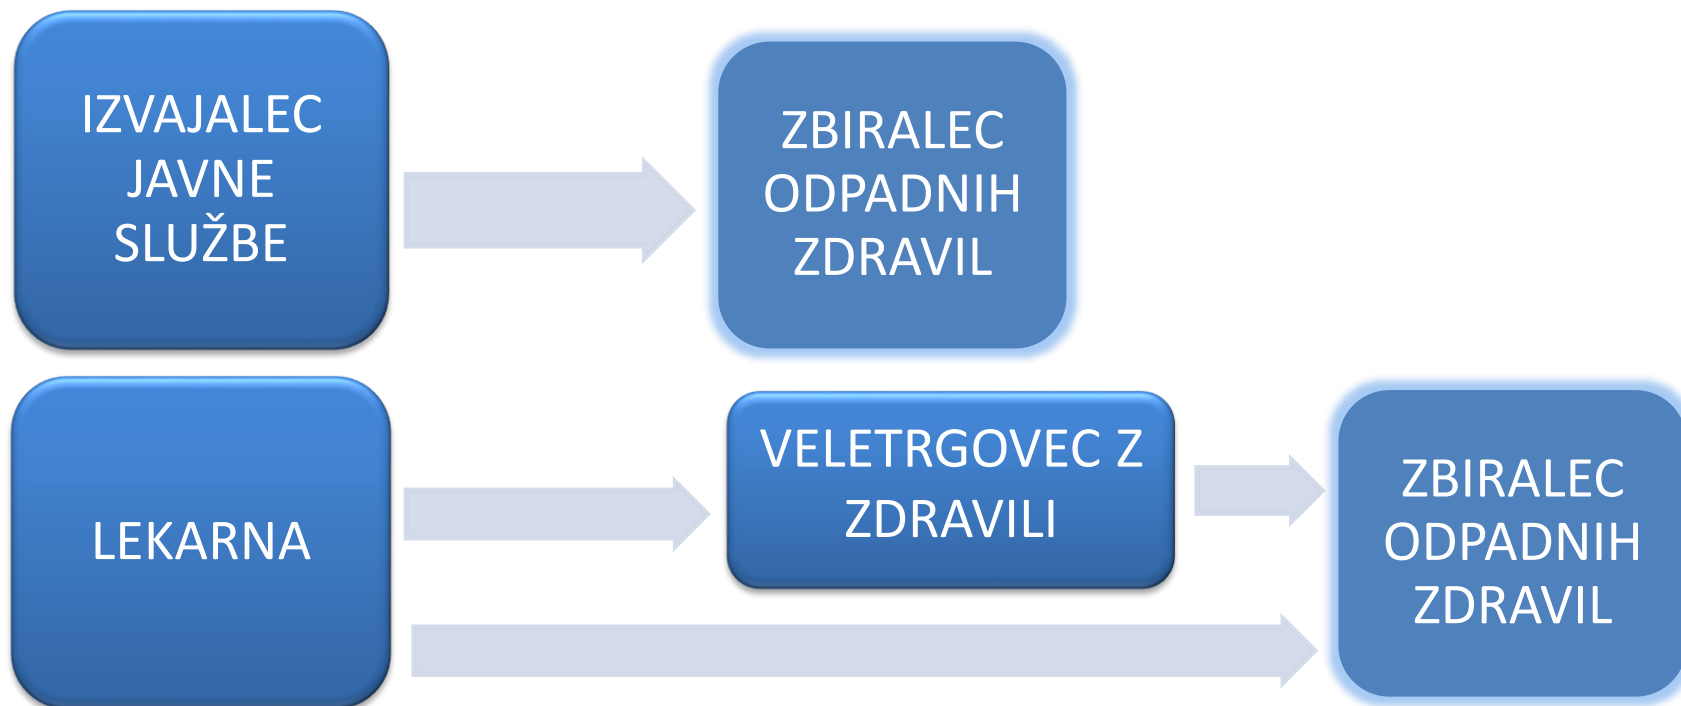 IZVAJALEC
JAVNE
SLUŽBE
ZBIRALEC
ODPADNIH
ZDRAVIL
LEKARNA
VELETRGOVEC Z
ZDRAVILI
ZBIRALEC
ODPADNIH
ZDRAVIL